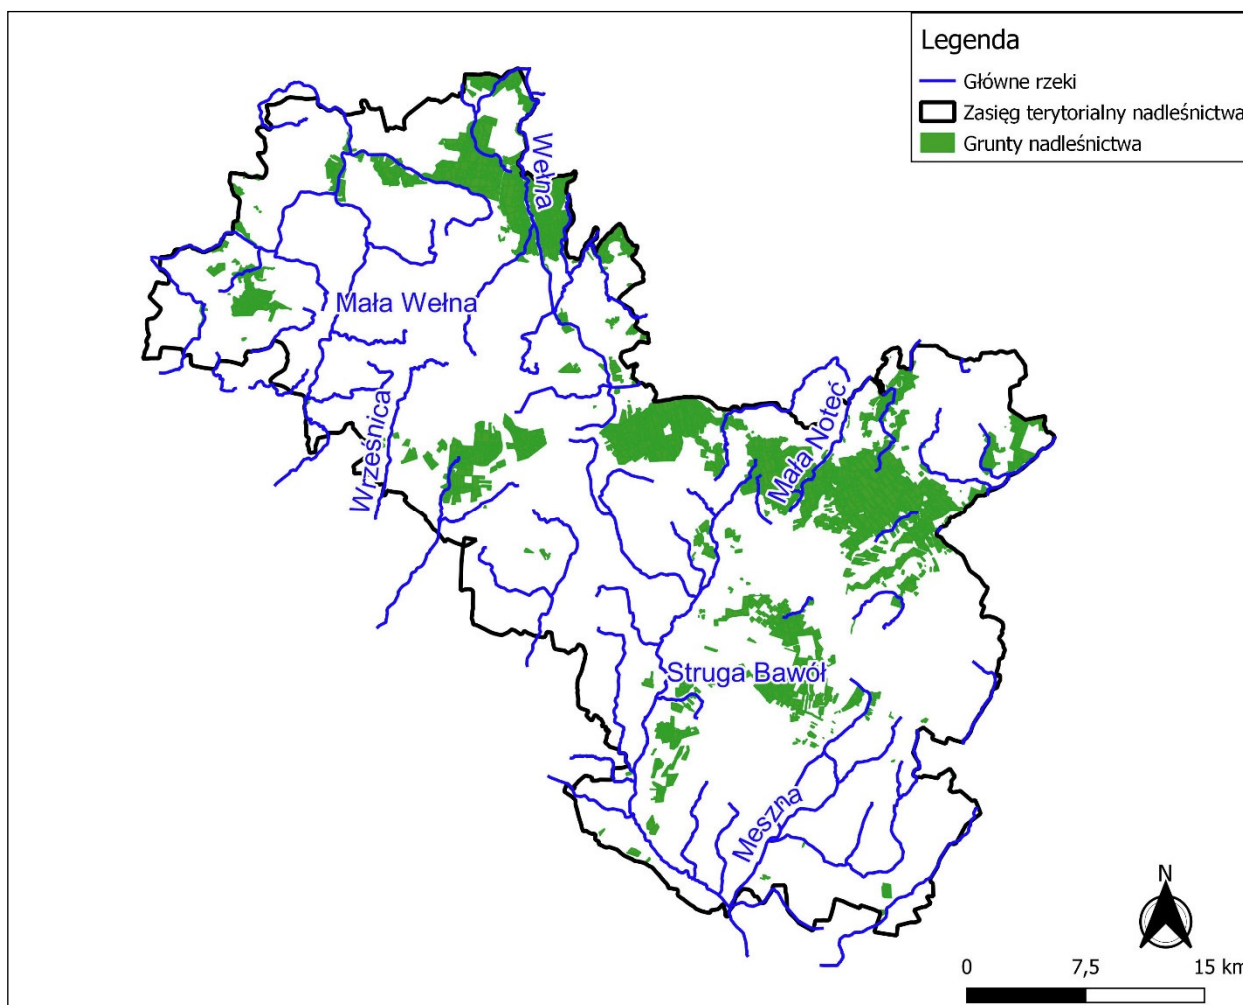 Legenda
Główne rzeki
Zasięg terytorialny nadleśnictwa
Grunty nadleśnictwa
Wełna
Mała Wełna
Wrześnica
Mała Noteć
Struga Bawół
Meszna
N
0 7,5 15 km